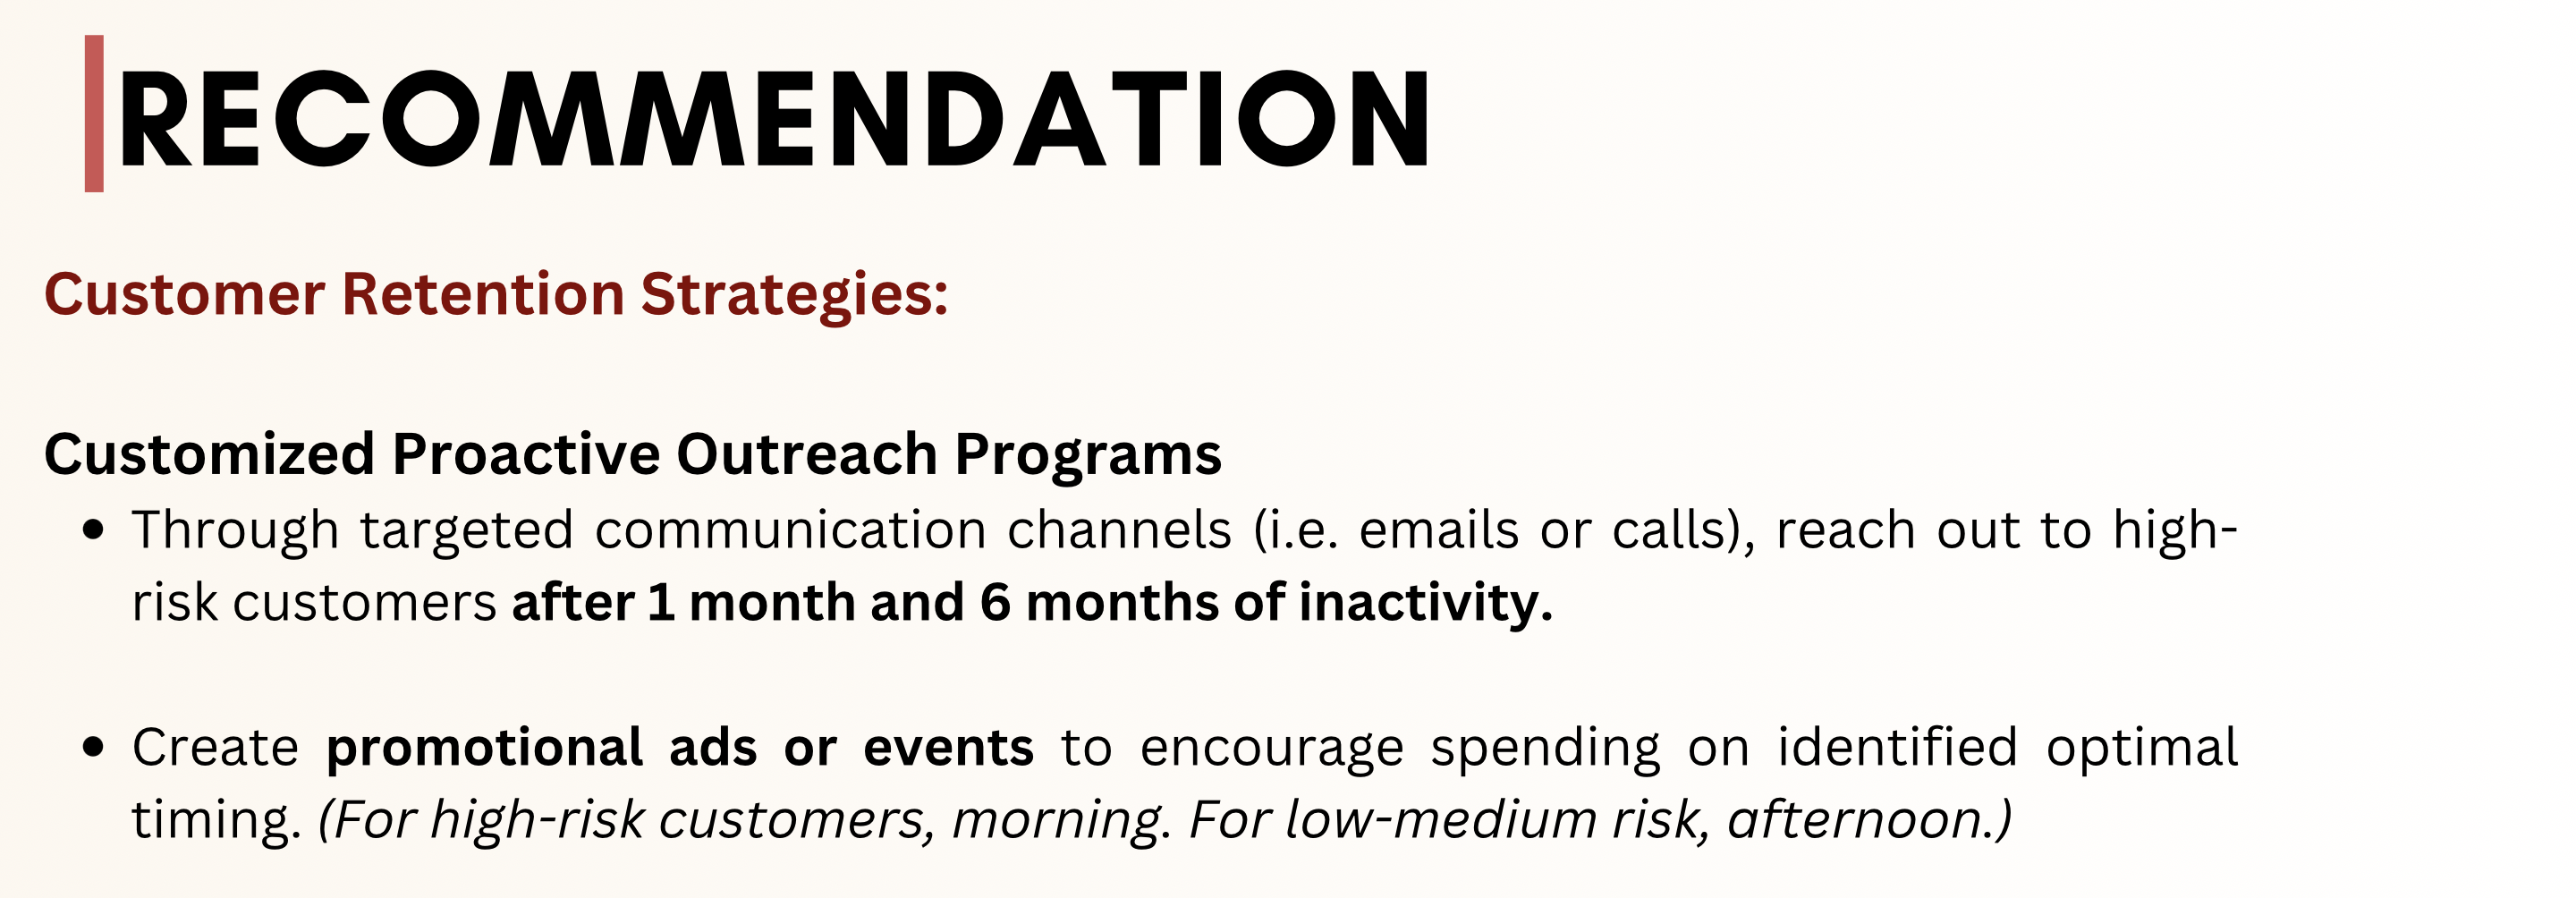 RECOMMENDATION
Customer Retention Strategies:
Customized Proactive Outreach Programs
• Through targeted communication channels (i.e. emails or calls), reach out to high-
risk customers after 1 month and 6 months of inactivity.
• Create promotional ads or events to encourage spending on identified optimal
timing. (For high-risk customers, morning. For low-medium risk, afternoon.)